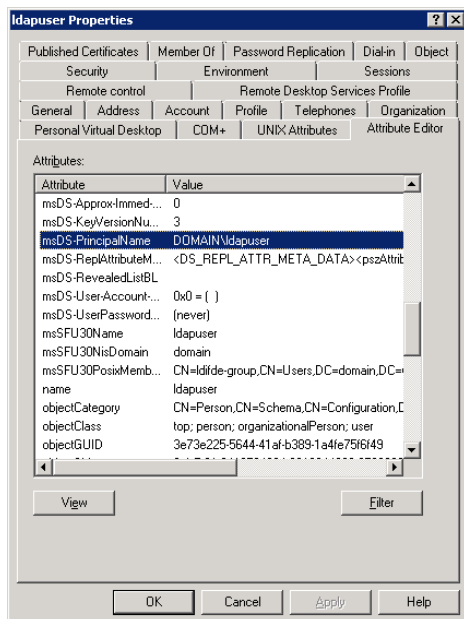 ldapuser Properties
Published Certificates Member Of Password Replication Dial-in Object
Security Environment Sessions
Remote control Remote Desktop Services Profile
General Address Account Profile Telephones Organization
Personal Virtual Desktop COM+ UNIX Attributes Attribute Editor
Attributes:
Attribute Value
msDS-Approx-Immed-... 0
msDS-KeyVersionNu... 3
msDS-PrincipalName DOMAIN\ldapuser
msDS-ReplAttributeM... <DS_REPL_ATTR_META_DATA><pszAttrib
msDS-RevealedListBL
msDS-User-Account-... 0x0 = ( )
msDS-UserPassword... (never)
msSFU30Name ldapuser
msSFU30NisDomain domain
msSFU30PosixMemb... CN=ldifde-group,CN=Users,DC=domain,DC=
name ldapuser
objectCategory CN=Person,CN=Schema,CN=Configuration,D
objectClass top; person; organizationalPerson; user
objectGUID 3e73e225-5644-41af-b389-1a4fe75f6f49
View Filter
OK Cancel Apply Help